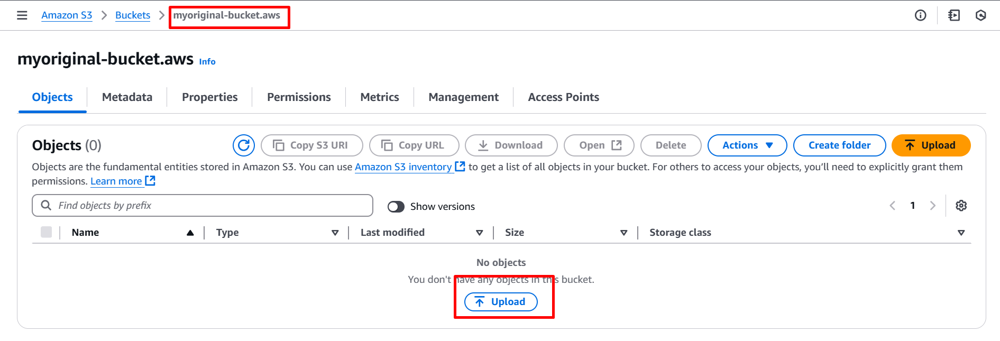 Amazon S3 > Buckets > myoriginal-bucket.aws
myoriginal-bucket.aws Info
Objects Metadata Properties Permissions Metrics Management Access Points
Objects (0) Copy S3 URI Copy URL Download Open Delete Actions Create folder Upload
Objects are the fundamental entities stored in Amazon S3. You can use Amazon S3 inventory to get a list of all objects in your bucket. For others to access your objects, you’ll need to explicitly grant them
permissions. Learn more
Find objects by prefix Show versions 1
Name Type Last modified Size Storage class
No objects
You don't have any objects in this bucket.
Upload